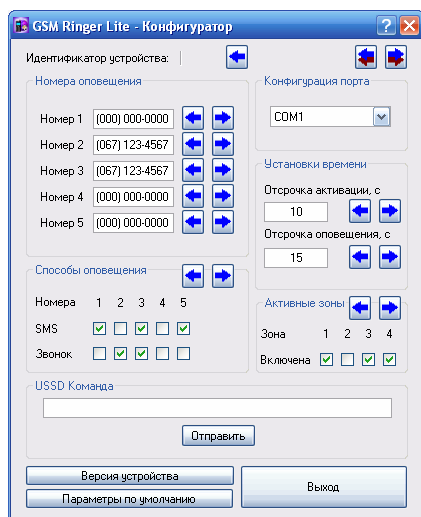 GSM Ringer Lite - Конфигуратор
Идентификатор устройства:
Номера оповещения
Номер 1 (000) 000-0000
Номер 2 (067) 123-4567
Номер 3 (067) 123-4567
Номер 4 (000) 000-0000
Номер 5 (000) 000-0000
Конфигурация порта
COM1
Установки времени
Отсрочка активации, с
10
Отсрочка оповещения, с
15
Способы оповещения
Номера 1 2 3 4 5
SMS
Звонок
Активные зоны
Зона 1 2 3 4
Включена
USSD Команда
Отправить
Версия устройства
Параметры по умолчанию
Выход